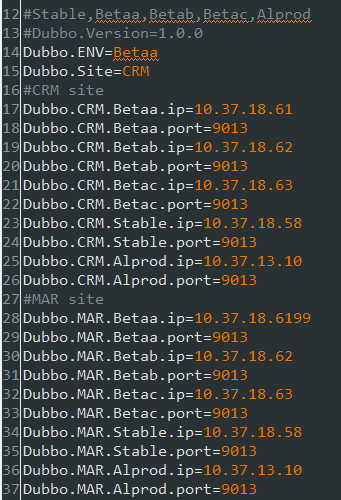 12 #Stable,Betaa,Betab,Betac,Alprod
13 #Dubbo.Version=1.0.0
14 Dubbo.ENV=Betaa
15 Dubbo.Site=CRM
16 #CRM site
17 Dubbo.CRM.Betaa.ip=10.37.18.61
18 Dubbo.CRM.Betaa.port=9013
19 Dubbo.CRM.Betab.ip=10.37.18.62
20 Dubbo.CRM.Betab.port=9013
21 Dubbo.CRM.Betac.ip=10.37.18.63
22 Dubbo.CRM.Betac.port=9013
23 Dubbo.CRM.Stable.ip=10.37.18.58
24 Dubbo.CRM.Stable.port=9013
25 Dubbo.CRM.Alprod.ip=10.37.13.10
26 Dubbo.CRM.Alprod.port=9013
27 #MAR site
28 Dubbo.MAR.Betaa.ip=10.37.18.6199
29 Dubbo.MAR.Betaa.port=9013
30 Dubbo.MAR.Betab.ip=10.37.18.62
31 Dubbo.MAR.Betab.port=9013
32 Dubbo.MAR.Betac.ip=10.37.18.63
33 Dubbo.MAR.Betac.port=9013
34 Dubbo.MAR.Stable.ip=10.37.18.58
35 Dubbo.MAR.Stable.port=9013
36 Dubbo.MAR.Alprod.ip=10.37.13.10
37 Dubbo.MAR.Alprod.port=9013